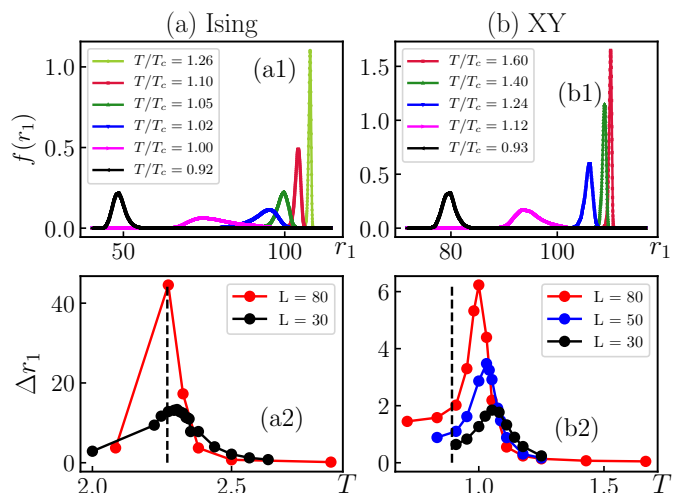 (a) Ising
(b) XY
f(r₁)
1.0
0.5
0.0
T/T_c = 1.26
T/T_c = 1.10
T/T_c = 1.05
T/T_c = 1.02
T/T_c = 1.00
T/T_c = 0.92
(a1)
50
100
r₁
1.5
1.0
0.5
0.0
T/T_c = 1.60
T/T_c = 1.40
T/T_c = 1.24
T/T_c = 1.12
T/T_c = 0.93
(b1)
80
100
r₁
Δr₁
40
20
0
L = 80
L = 30
(a2)
2.0
2.5
T
6
4
2
0
L = 80
L = 50
L = 30
(b2)
1.0
1.5
T